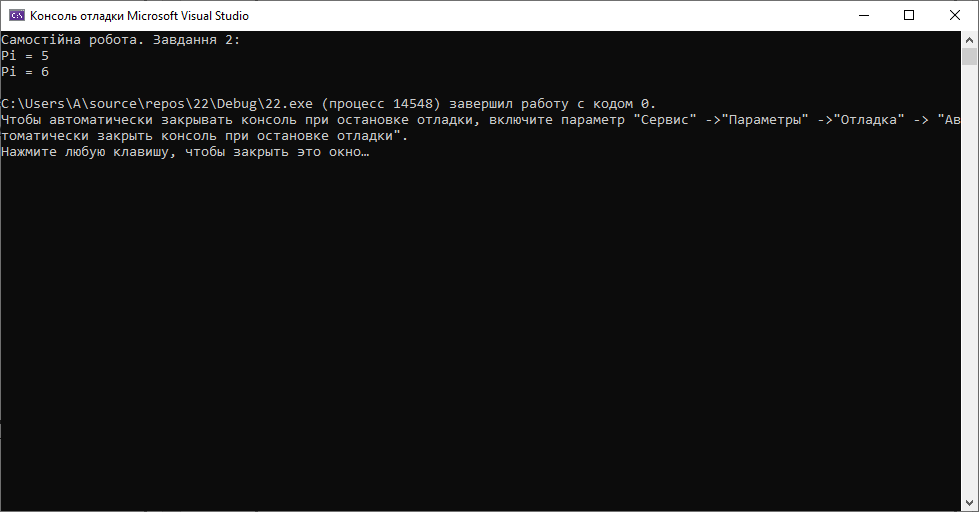 Консоль отладки Microsoft Visual Studio
Самостійна робота. Завдання 2:
Pi = 5
Pi = 6
C:\Users\A\source\repos\22\Debug\22.exe (процесс 14548) завершил работу с кодом 0.
Чтобы автоматически закрывать консоль при остановке отладки, включите параметр "Сервис" ->"Параметры" ->"Отладка" -> "Ав
томатически закрыть консоль при остановке отладки".
Нажмите любую клавишу, чтобы закрыть это окно…